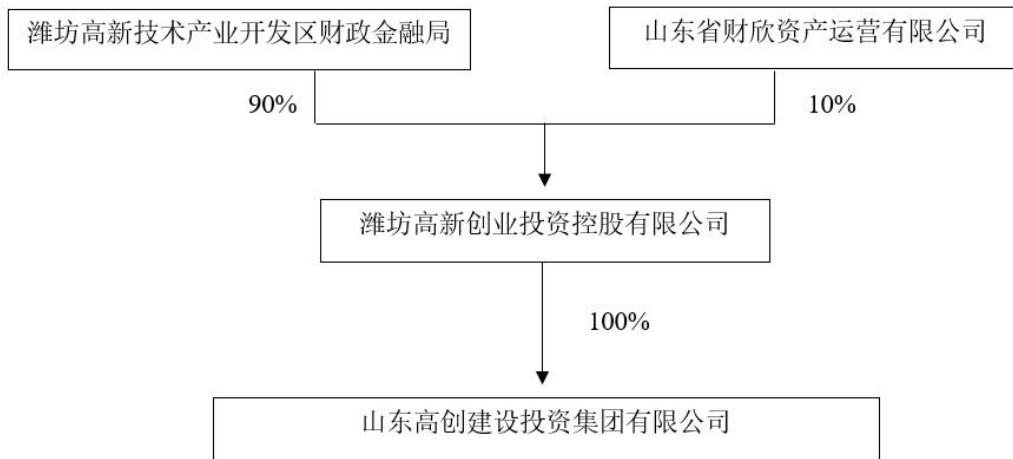 潍坊高新技术产业开发区财政金融局
山东省财欣资产运营有限公司
90%
10%
潍坊高新创业投资控股有限公司
100%
山东高创建设投资集团有限公司